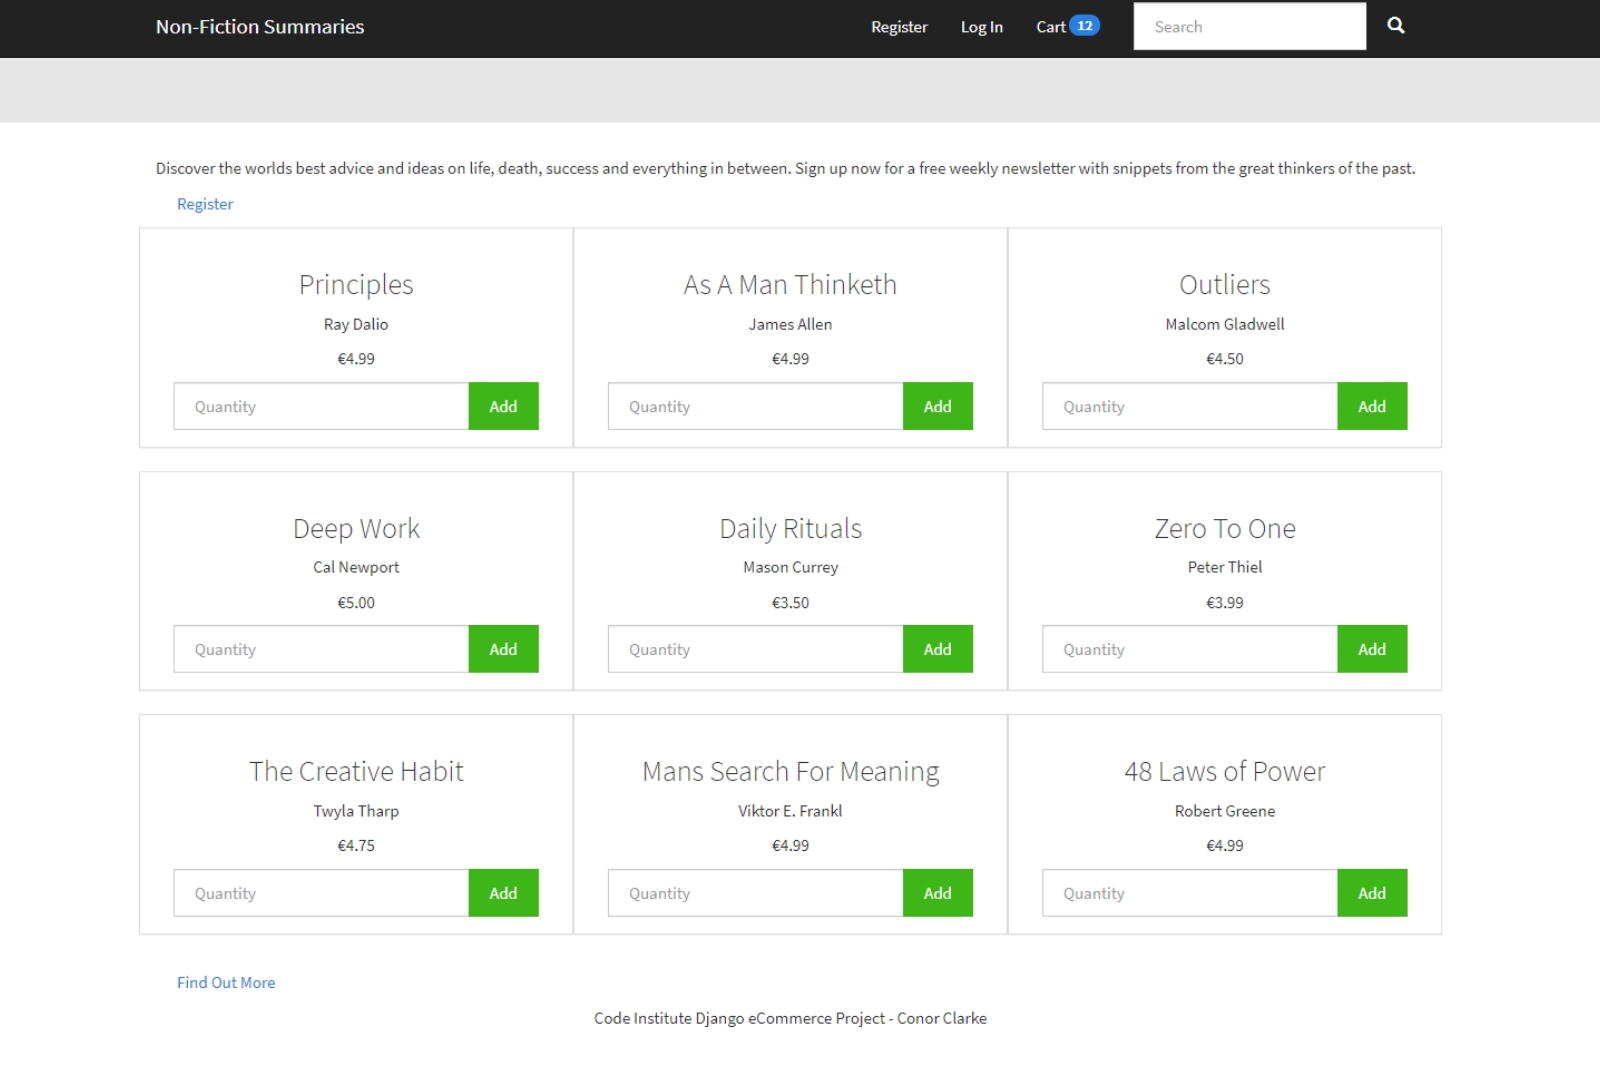 Non-Fiction Summaries Register Log In Cart 12 Search
Discover the worlds best advice and ideas on life, death, success and everything in between. Sign up now for a free weekly newsletter with snippets from the great thinkers of the past.
Register
Principles
Ray Dalio
€4.99
Quantity Add
As A Man Thinketh
James Allen
€4.99
Quantity Add
Outliers
Malcom Gladwell
€4.50
Quantity Add
Deep Work
Cal Newport
€5.00
Quantity Add
Daily Rituals
Mason Currey
€3.50
Quantity Add
Zero To One
Peter Thiel
€3.99
Quantity Add
The Creative Habit
Twyla Tharp
€4.75
Quantity Add
Mans Search For Meaning
Viktor E. Frankl
€4.99
Quantity Add
48 Laws of Power
Robert Greene
€4.99
Quantity Add
Find Out More
Code Institute Django eCommerce Project - Conor Clarke